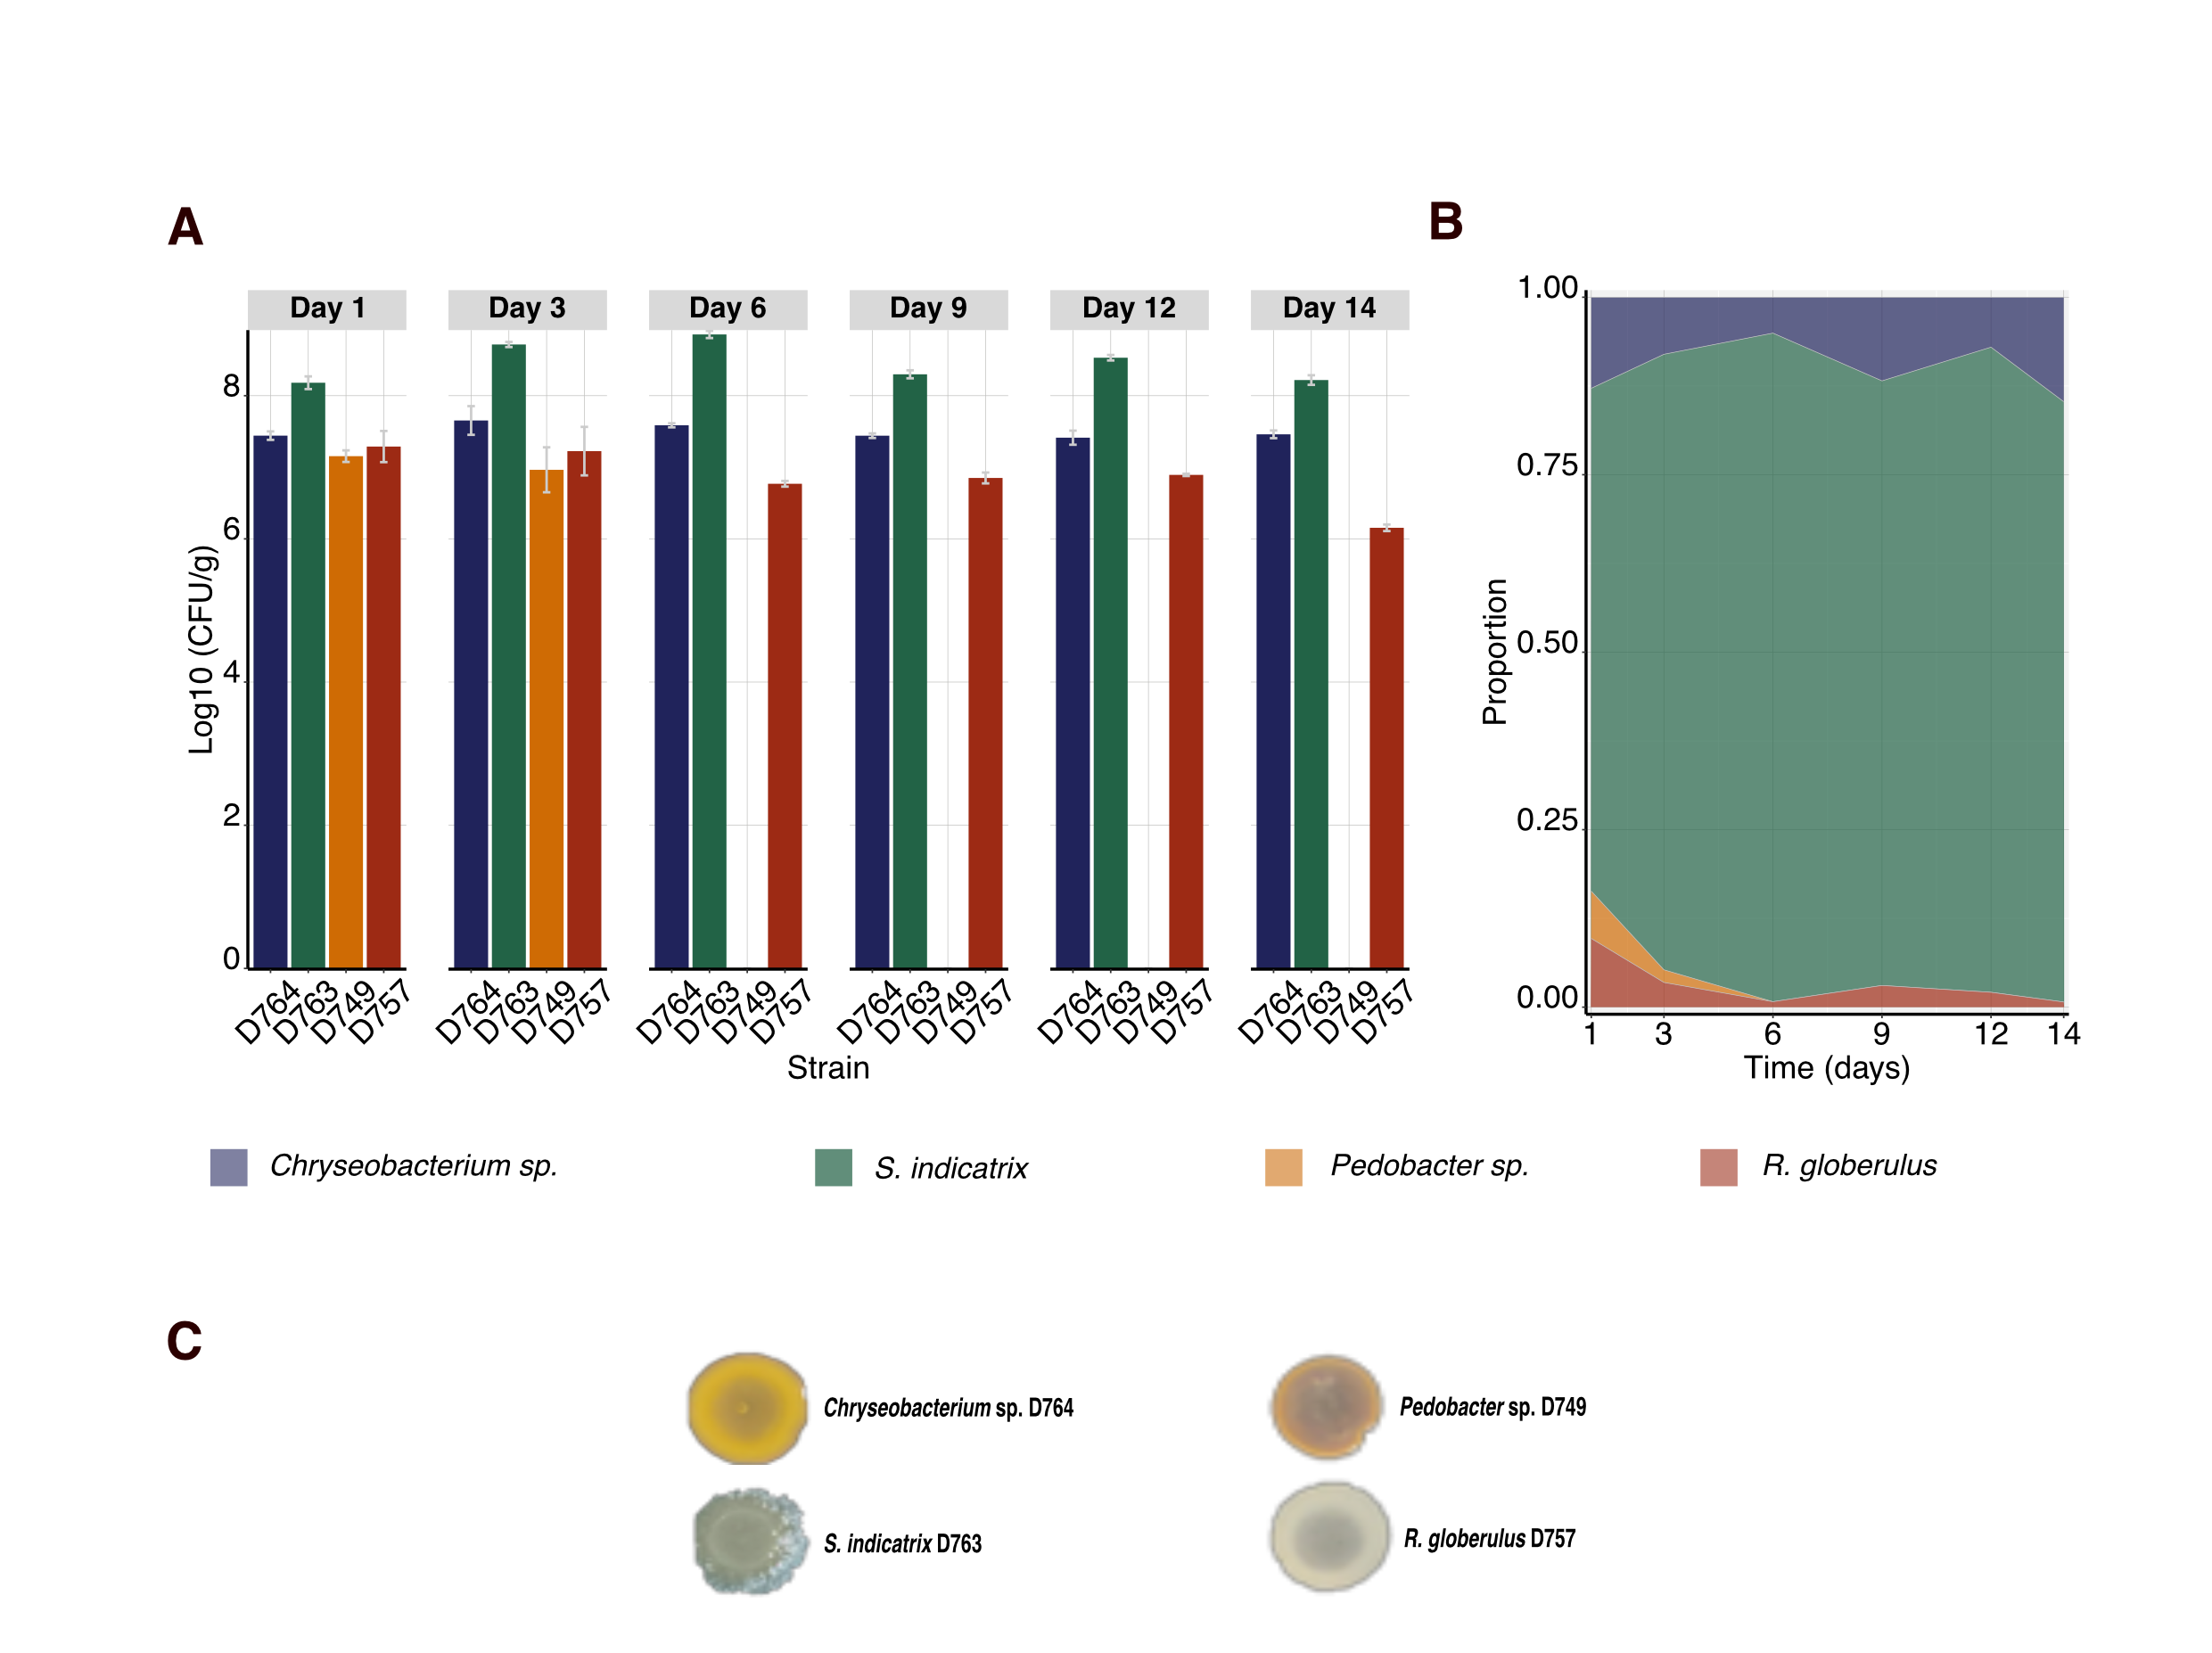 A
B
Day 1
Day 3
Day 6
Day 9
Day 12
Day 14
Log10 (CFU/g)
8
6
4
2
0
D764 D763 D749 D757
D764 D763 D749 D757
D764 D763 D749 D757
D764 D763 D749 D757
D764 D763 D749 D757
D764 D763 D749 D757
Strain
Proportion
1.00
0.75
0.50
0.25
0.00
1 3 6 9 12 14
Time (days)
Chryseobacterium sp.
S. indicatrix
Pedobacter sp.
R. globerulus
C
Chryseobacterium sp. D764
Pedobacter sp. D749
S. indicatrix D763
R. globerulus D757